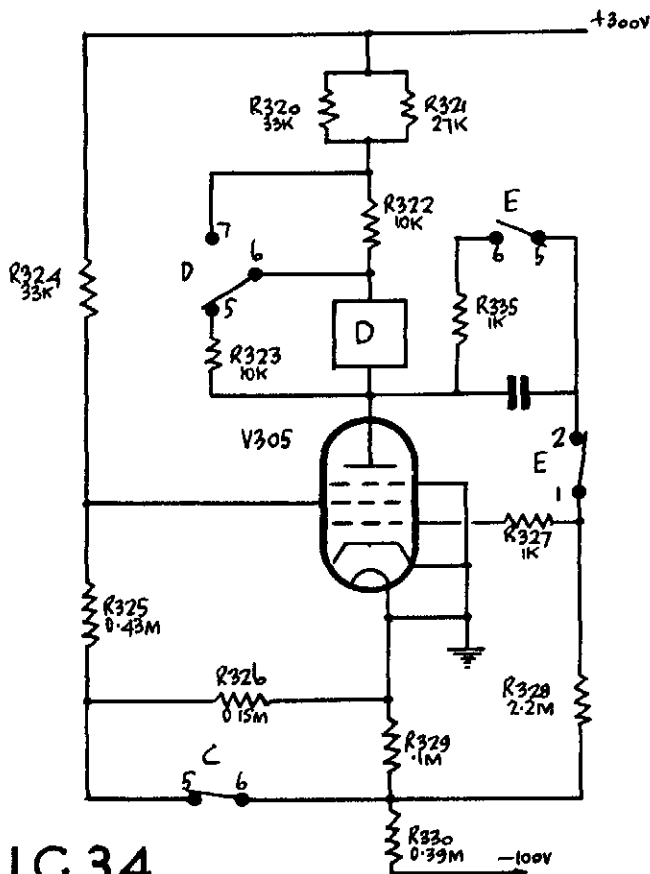 +300V
R320
33K
R321
27K
R322
10K
7
D
6
5
R323
10K
D
E
6
5
R335
1K
R324
33K
V305
2
E
1
R327
1K
R325
0.43M
R326
0.15M
R328
2.2M
R329
.1M
C
5
6
R330
0.39M
-100V
IG.34